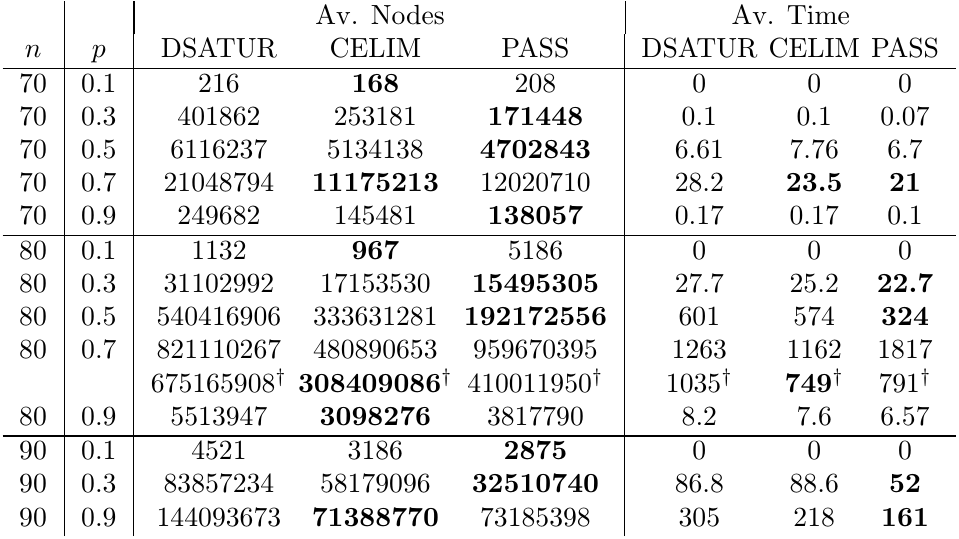 Av. Nodes Av. Time
n p DSATUR CELIM PASS DSATUR CELIM PASS
70 0.1 216 168 208 0 0 0
70 0.3 401862 253181 171448 0.1 0.1 0.07
70 0.5 6116237 5134138 4702843 6.61 7.76 6.7
70 0.7 21048794 11175213 12020710 28.2 23.5 21
70 0.9 249682 145481 138057 0.17 0.17 0.1
80 0.1 1132 967 5186 0 0 0
80 0.3 31102992 17153530 15495305 27.7 25.2 22.7
80 0.5 540416906 333631281 192172556 601 574 324
80 0.7 821110267 480890653 959670395 1263 1162 1817
675165908† 308409086† 410011950† 1035† 749† 791†
80 0.9 5513947 3098276 3817790 8.2 7.6 6.57
90 0.1 4521 3186 2875 0 0 0
90 0.3 83857234 58179096 32510740 86.8 88.6 52
90 0.9 144093673 71388770 73185398 305 218 161